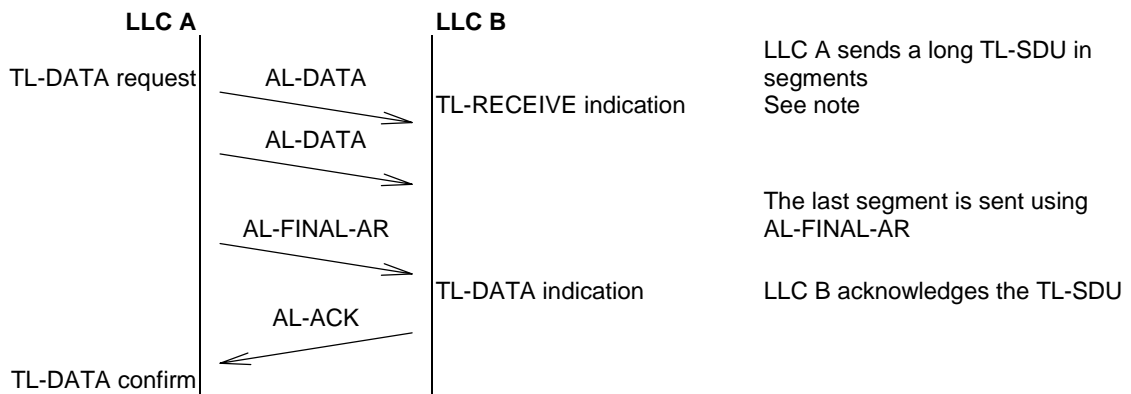 LLC A
LLC B
LLC A sends a long TL-SDU in
segments
See note
TL-DATA request
AL-DATA
TL-RECEIVE indication
AL-DATA
The last segment is sent using
AL-FINAL-AR
AL-FINAL-AR
TL-DATA indication
LLC B acknowledges the TL-SDU
AL-ACK
TL-DATA confirm